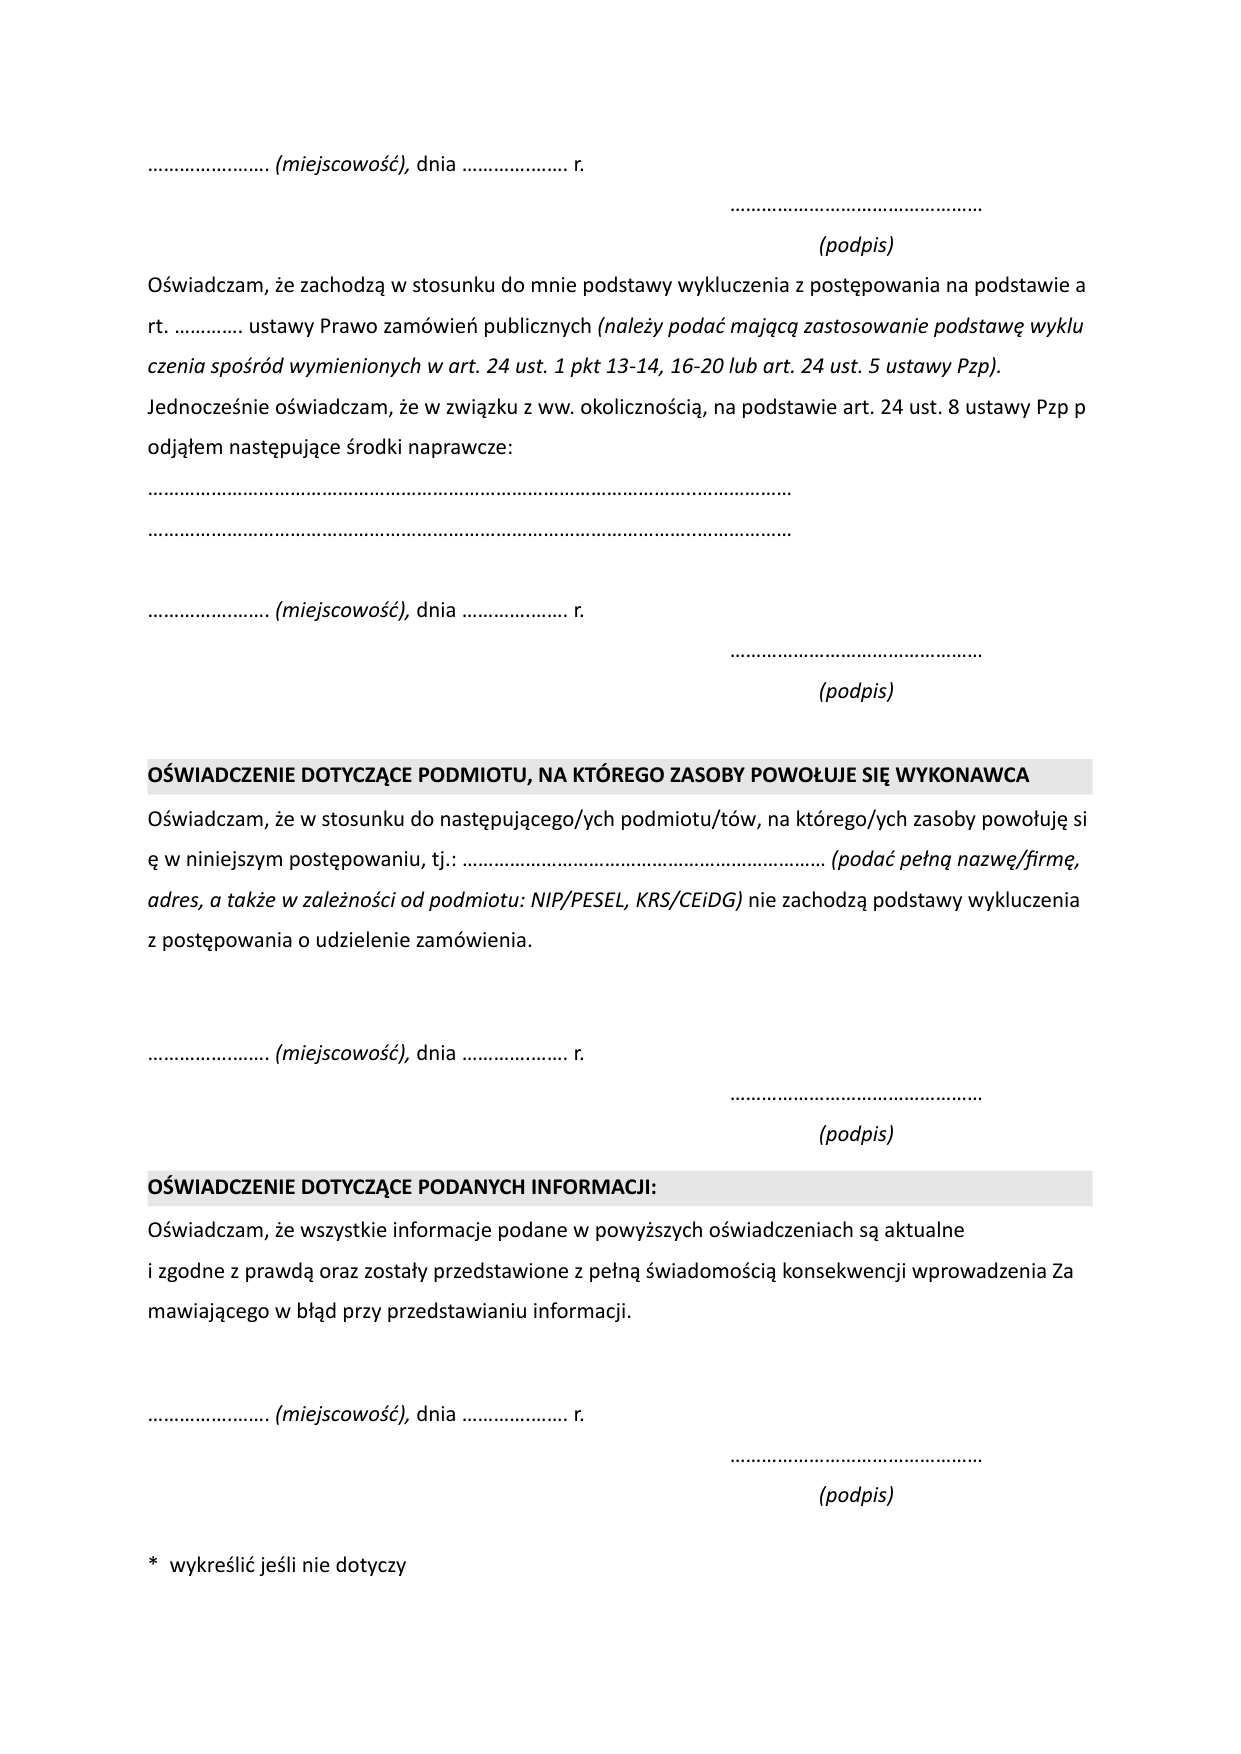 …………….……. (miejscowość), dnia ………….……. r.
…………………………………………
(podpis)
Oświadczam, że zachodzą w stosunku do mnie podstawy wykluczenia z postępowania na podstawie a
rt. …………. ustawy Prawo zamówień publicznych (należy podać mającą zastosowanie podstawę wyklu
czenia spośród wymienionych w art. 24 ust. 1 pkt 13-14, 16-20 lub art. 24 ust. 5 ustawy Pzp).
Jednocześnie oświadczam, że w związku z ww. okolicznością, na podstawie art. 24 ust. 8 ustawy Pzp p
odjąłem następujące środki naprawcze:
…………………………………………………………………………………………..………………
…………………………………………………………………………………………..………………
…………….……. (miejscowość), dnia ………….……. r.
…………………………………………
(podpis)
OŚWIADCZENIE DOTYCZĄCE PODMIOTU, NA KTÓREGO ZASOBY POWOŁUJE SIĘ WYKONAWCA
Oświadczam, że w stosunku do następującego/ych podmiotu/tów, na którego/ych zasoby powołuję si
ę w niniejszym postępowaniu, tj.: …………………………………………………………… (podać pełną nazwę/firmę,
adres, a także w zależności od podmiotu: NIP/PESEL, KRS/CEiDG) nie zachodzą podstawy wykluczenia
z postępowania o udzielenie zamówienia.
…………….……. (miejscowość), dnia ………….……. r.
…………………………………………
(podpis)
OŚWIADCZENIE DOTYCZĄCE PODANYCH INFORMACJI:
Oświadczam, że wszystkie informacje podane w powyższych oświadczeniach są aktualne
i zgodne z prawdą oraz zostały przedstawione z pełną świadomością konsekwencji wprowadzenia Za
mawiającego w błąd przy przedstawianiu informacji.
…………….……. (miejscowość), dnia ………….……. r.
…………………………………………
(podpis)
* wykreślić jeśli nie dotyczy